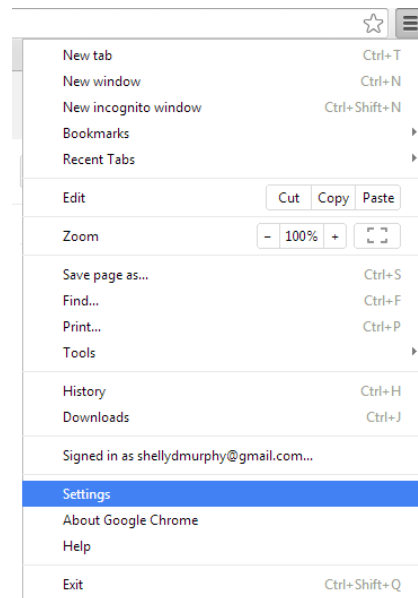 New tab Ctrl+T
New window Ctrl+N
New incognito window Ctrl+Shift+N
Bookmarks
Recent Tabs
Edit Cut Copy Paste
Zoom - 100% +
Save page as... Ctrl+S
Find... Ctrl+F
Print... Ctrl+P
Tools
History Ctrl+H
Downloads Ctrl+J
Signed in as shellydmurphy@gmail.com...
Settings
About Google Chrome
Help
Exit Ctrl+Shift+Q